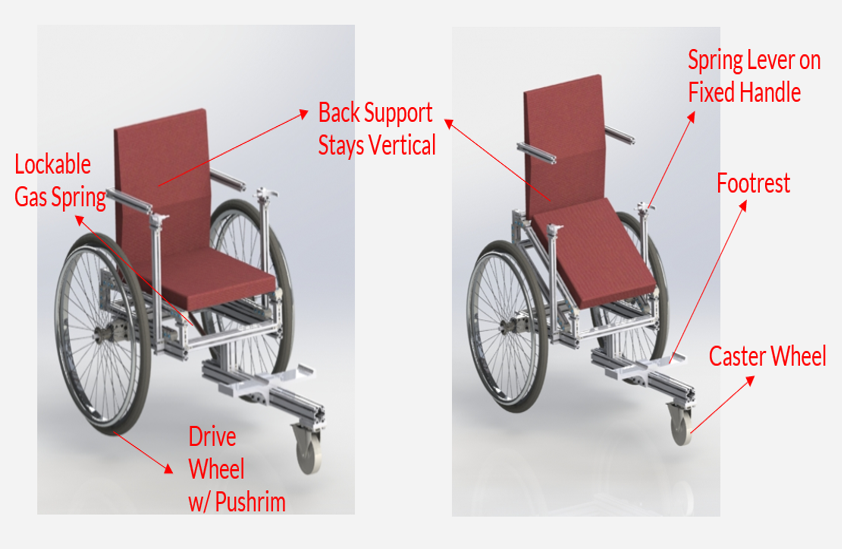 Lockable
Gas Spring
Back Support
Stays Vertical
Spring Lever on
Fixed Handle
Footrest
Caster Wheel
Drive
Wheel
w/ Pushrim